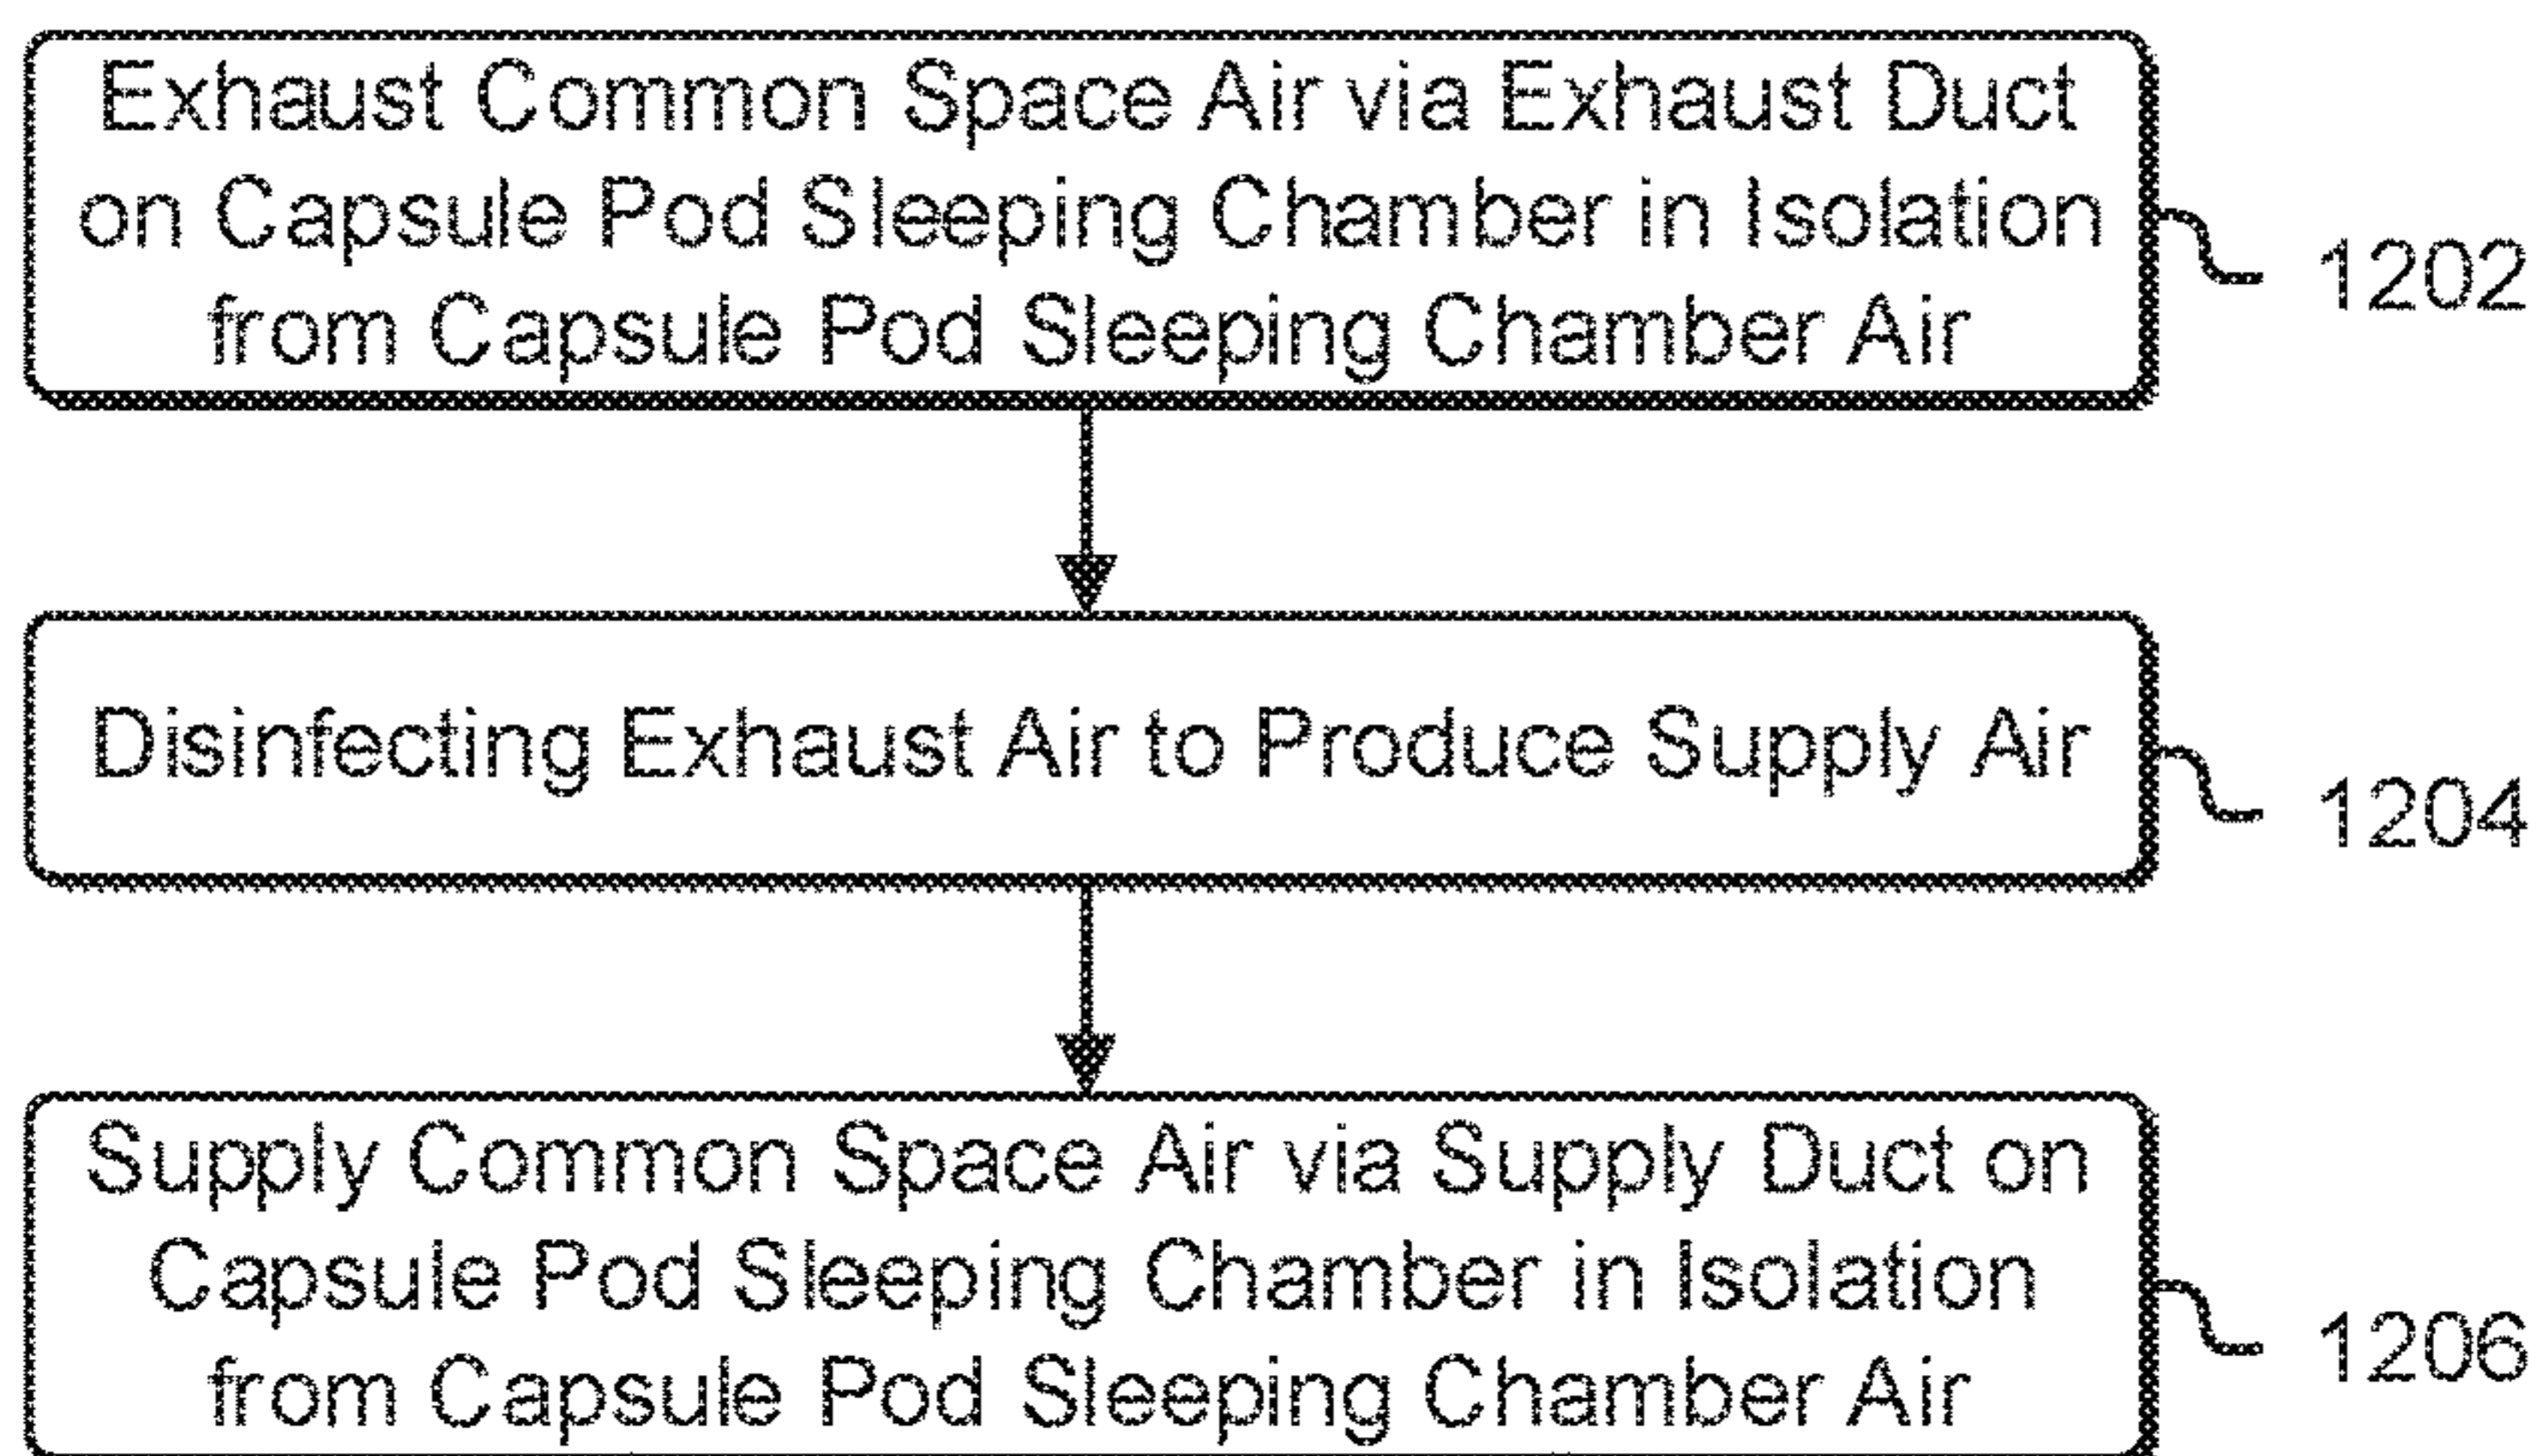 Exhaust Common Space Air via Exhaust Duct
on Capsule Pod Sleeping Chamber in Isolation
from Capsule Pod Sleeping Chamber Air
1202
Disinfecting Exhaust Air to Produce Supply Air
1204
Supply Common Space Air via Supply Duct on
Capsule Pod Sleeping Chamber in Isolation
from Capsule Pod Sleeping Chamber Air
1206